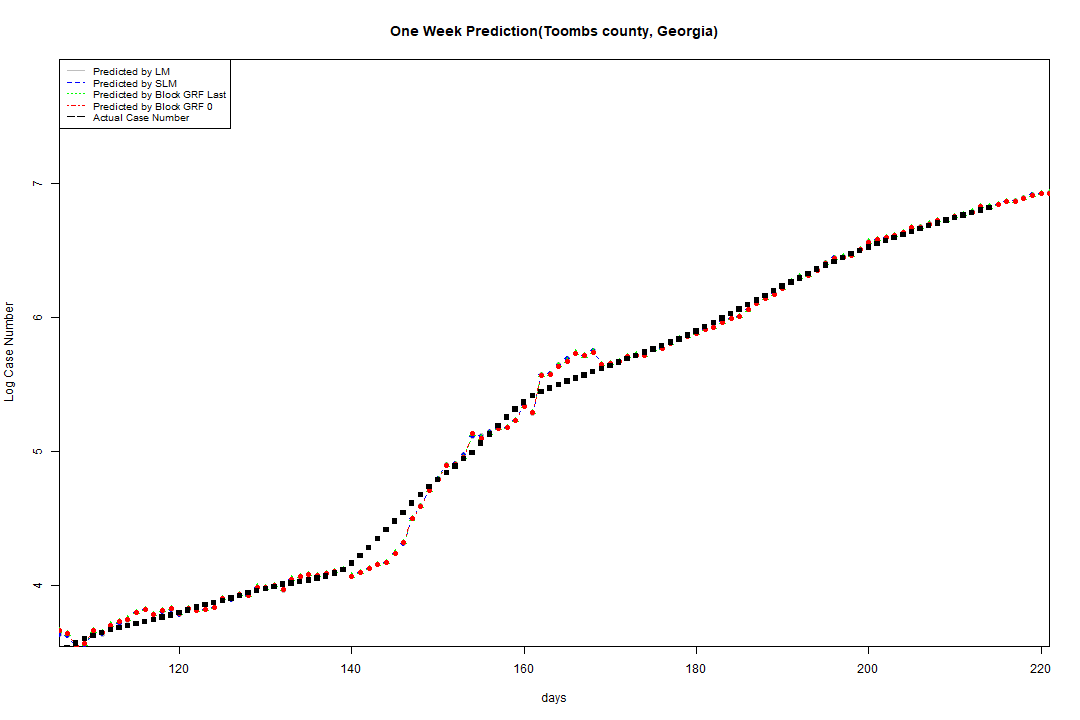 One Week Prediction(Toombs county, Georgia)
Predicted by LM
Predicted by SLM
Predicted by Block GRF Last
Predicted by Block GRF 0
Actual Case Number
7
6
5
4
Log Case Number
120 140 160 180 200 220
days